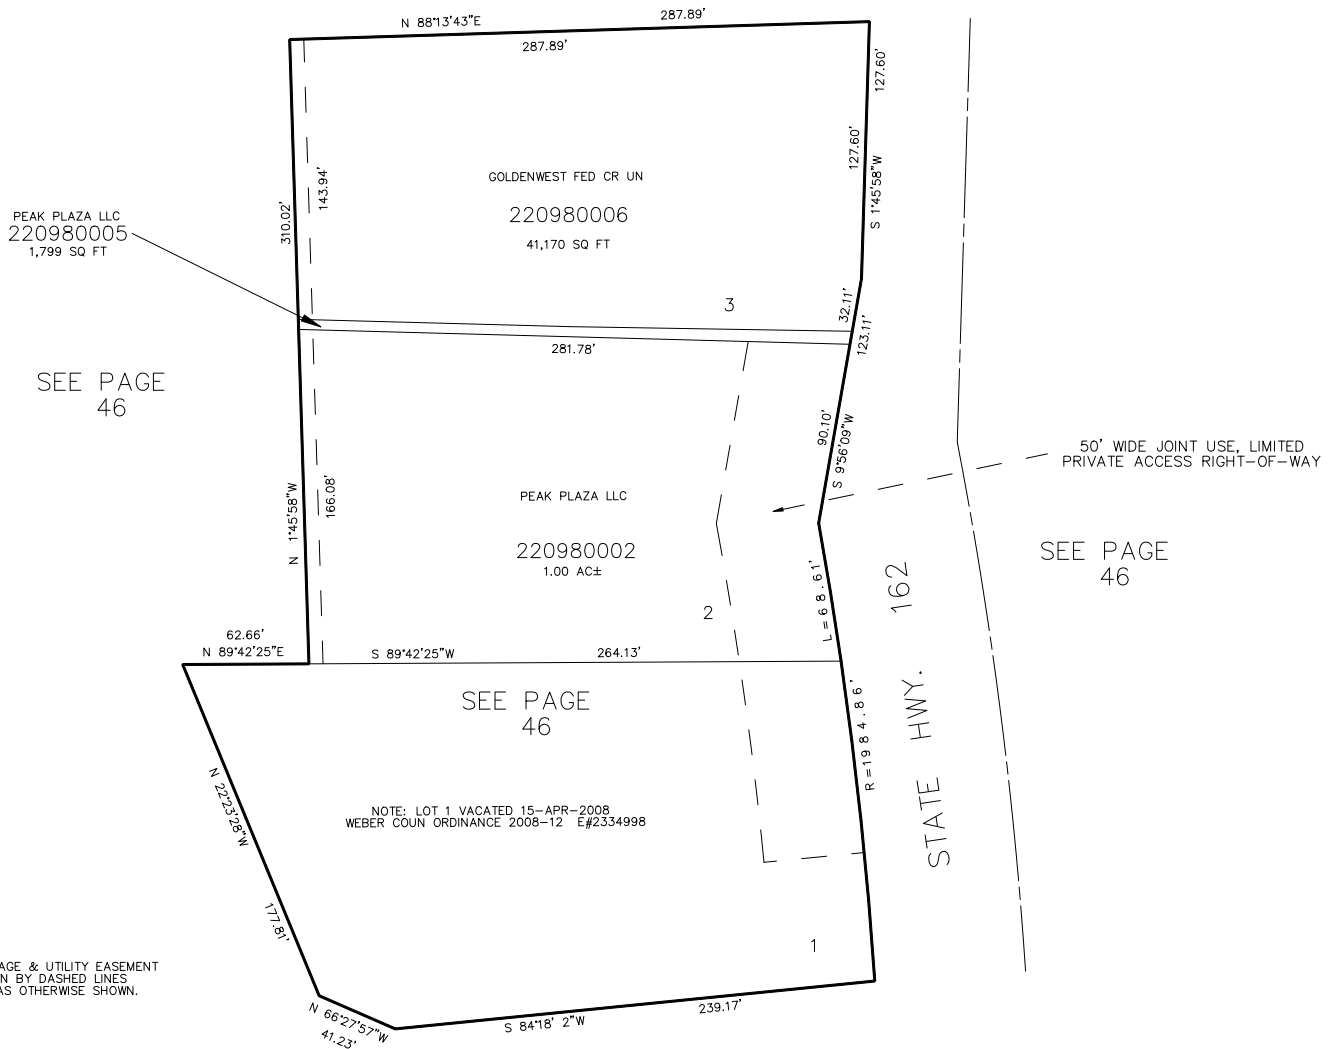 N 88°13'43"E
287.89'
287.89'
127.60'
127.60'
S 1°45'58"W
143.94'
310.02'
GOLDENWEST FED CR UN
220980006
41,170 SQ FT
PEAK PLAZA LLC
220980005
1,799 SQ FT
3
32.11'
123.11'
281.78'
SEE PAGE
46
90.10'
S 9°56'09"W
50' WIDE JOINT USE, LIMITED
PRIVATE ACCESS RIGHT-OF-WAY
N 1°45'58"W
166.08'
PEAK PLAZA LLC
220980002
1.00 AC±
SEE PAGE
46
2
L=68.61'
STATE HWY. 162
62.66'
N 89°42'25"E
S 89°42'25"W
264.13'
SEE PAGE
46
R=1984.86'
N 22°23'28"W
177.81'
NOTE: LOT 1 VACATED 15-APR-2008
WEBER COUN ORDINANCE 2008-12 E#2334998
1
AGE & UTILITY EASEMENT
N BY DASHED LINES
AS OTHERWISE SHOWN.
N 66°27'57"W
41.23'
S 84°18' 2"W
239.17'